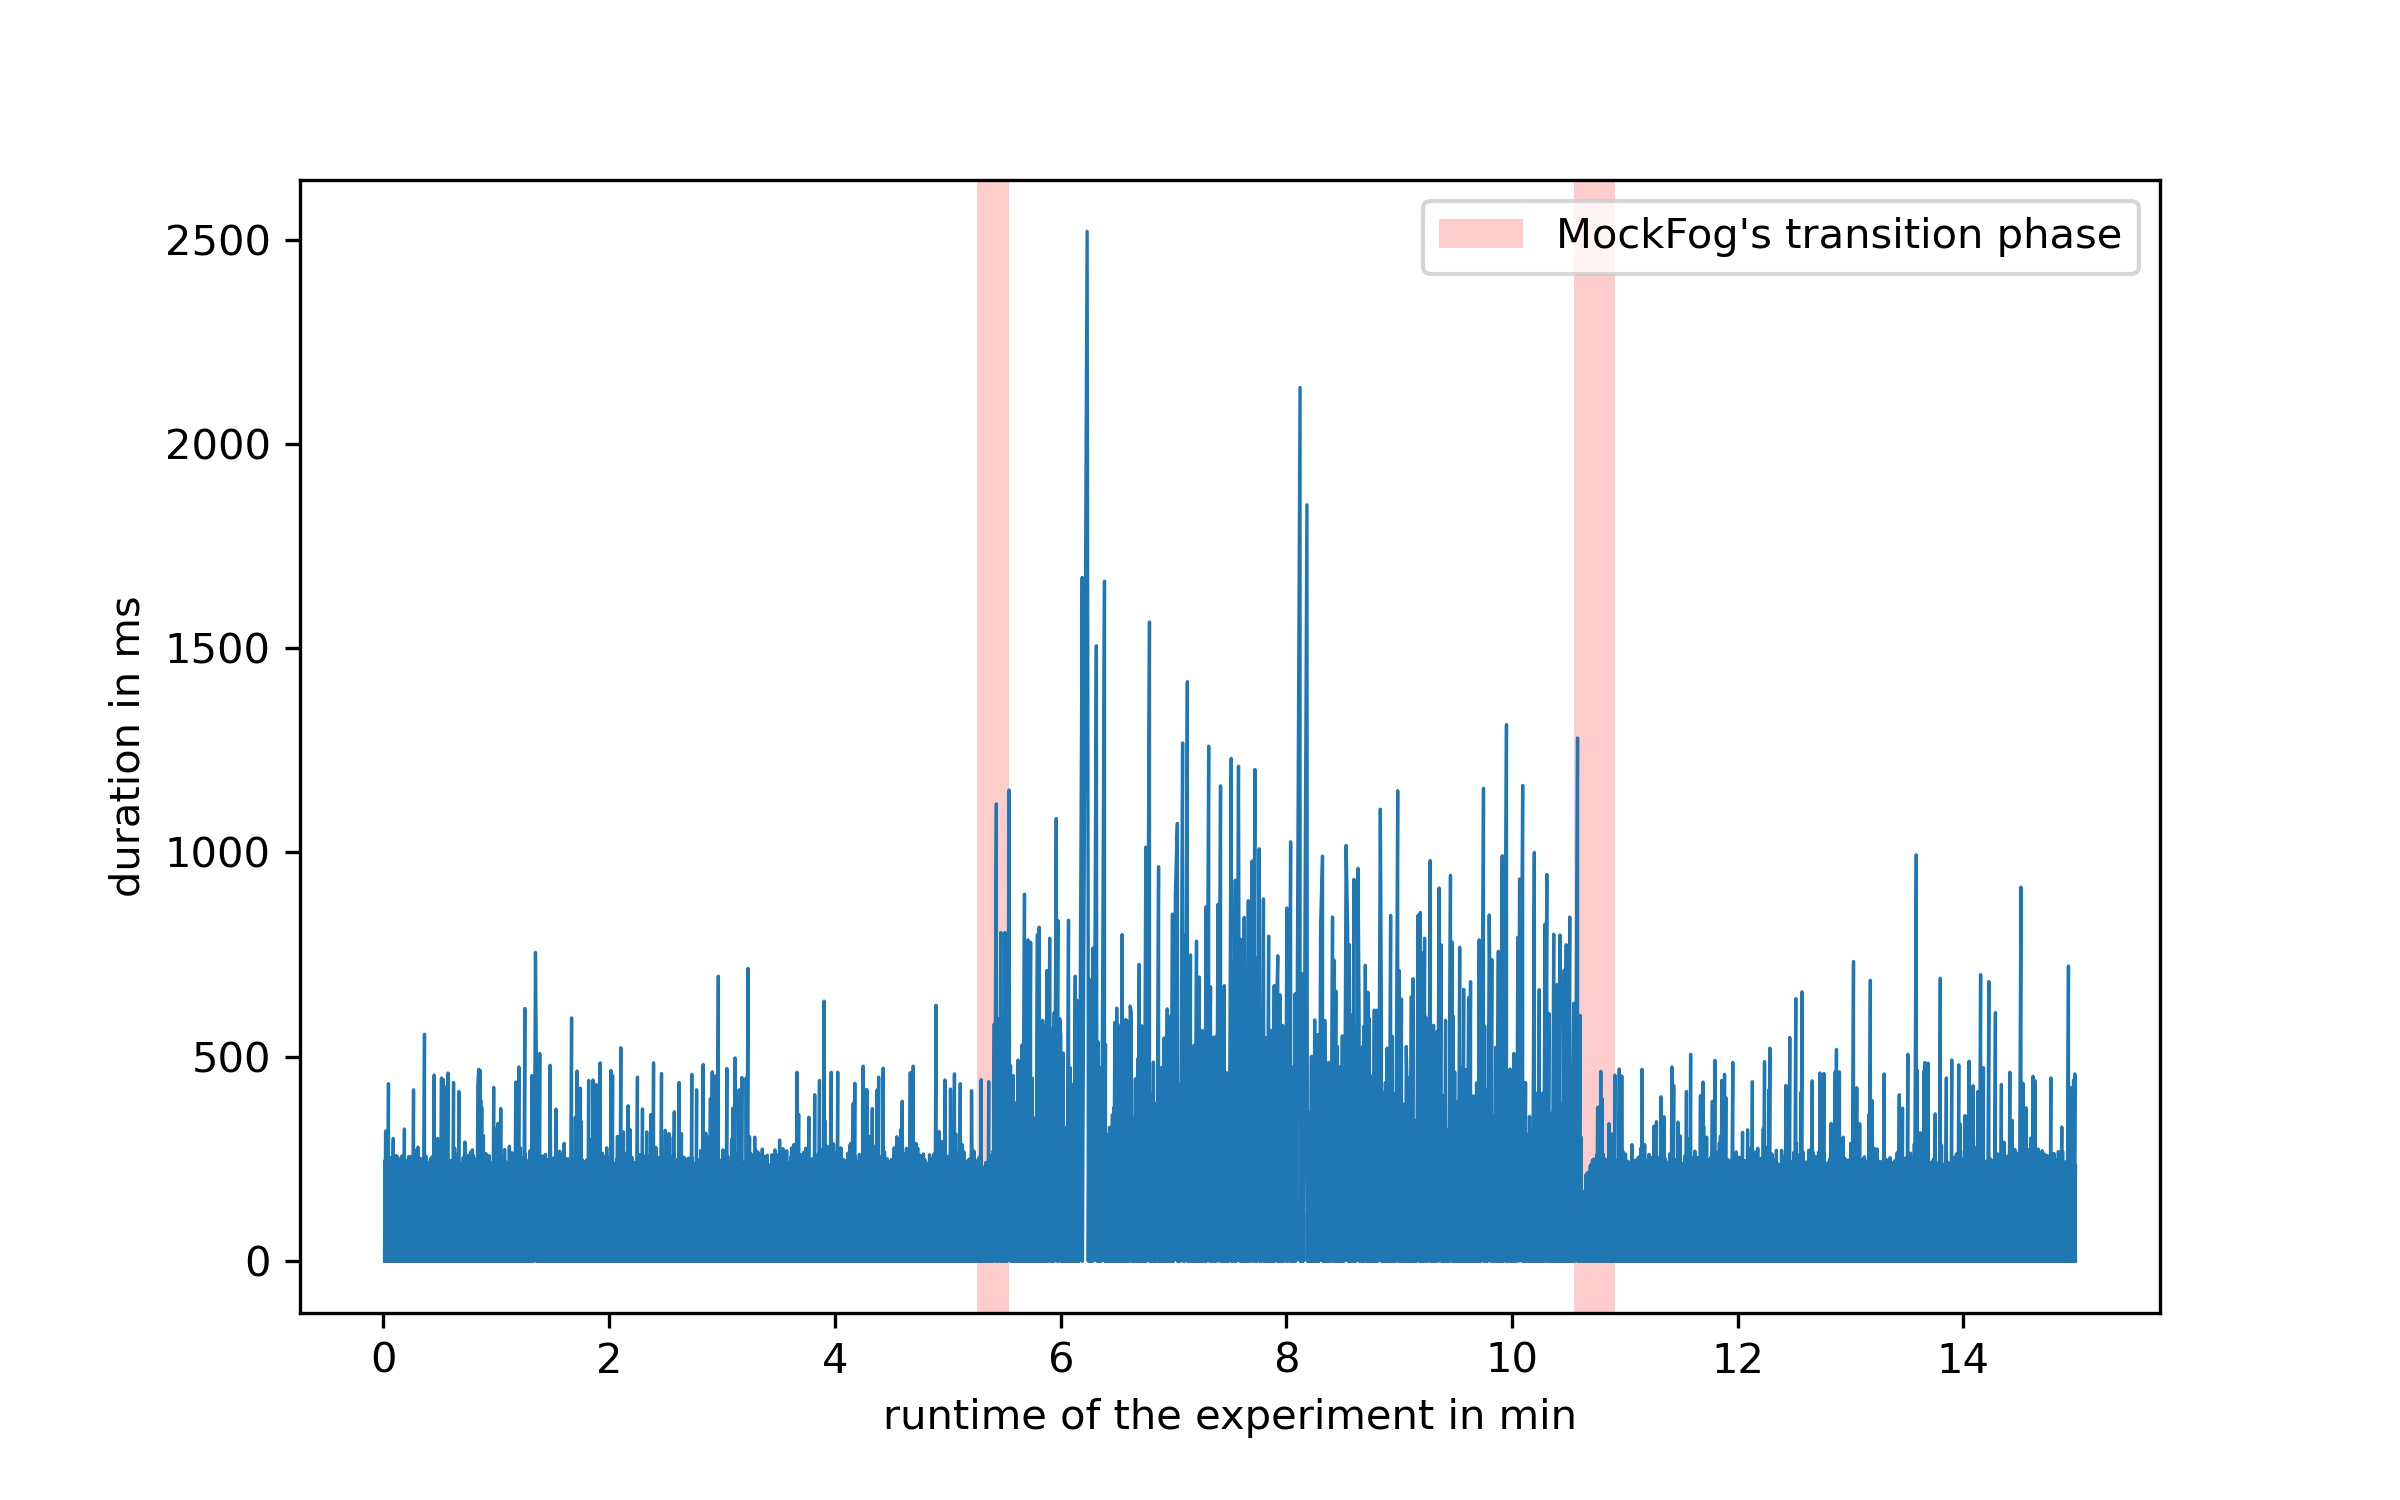 MockFog's transition phase
2500
2000
1500
1000
500
0
duration in ms
0 2 4 6 8 10 12 14
runtime of the experiment in min